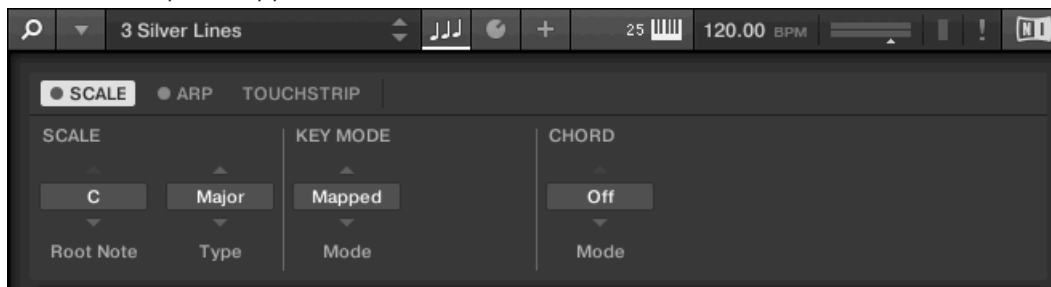 3 Silver Lines 25 120.00 BPM ! NI
SCALE ARP TOUCHSTRIP
SCALE KEY MODE CHORD
C Major Mapped Off
Root Note Type Mode Mode